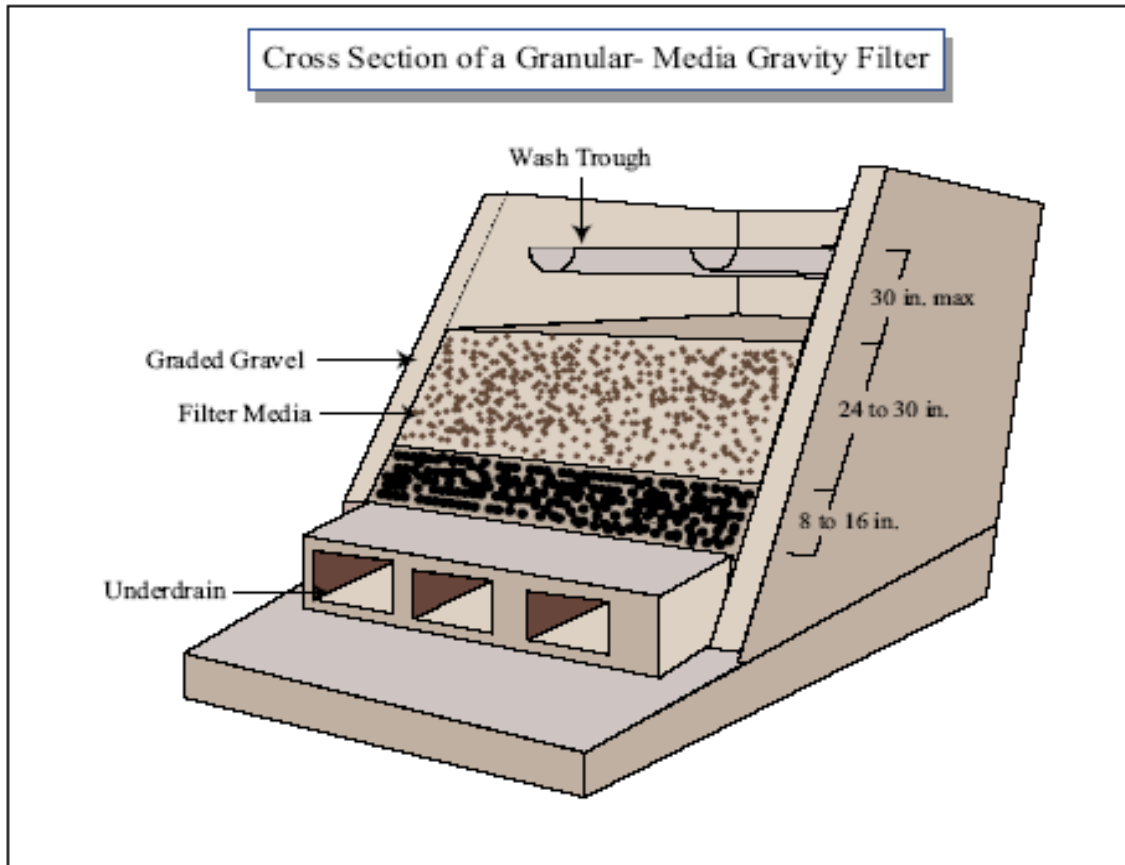 Cross Section of a Granular- Media Gravity Filter
Wash Trough
30 in. max
Graded Gravel
Filter Media
24 to 30 in.
8 to 16 in.
Underdrain